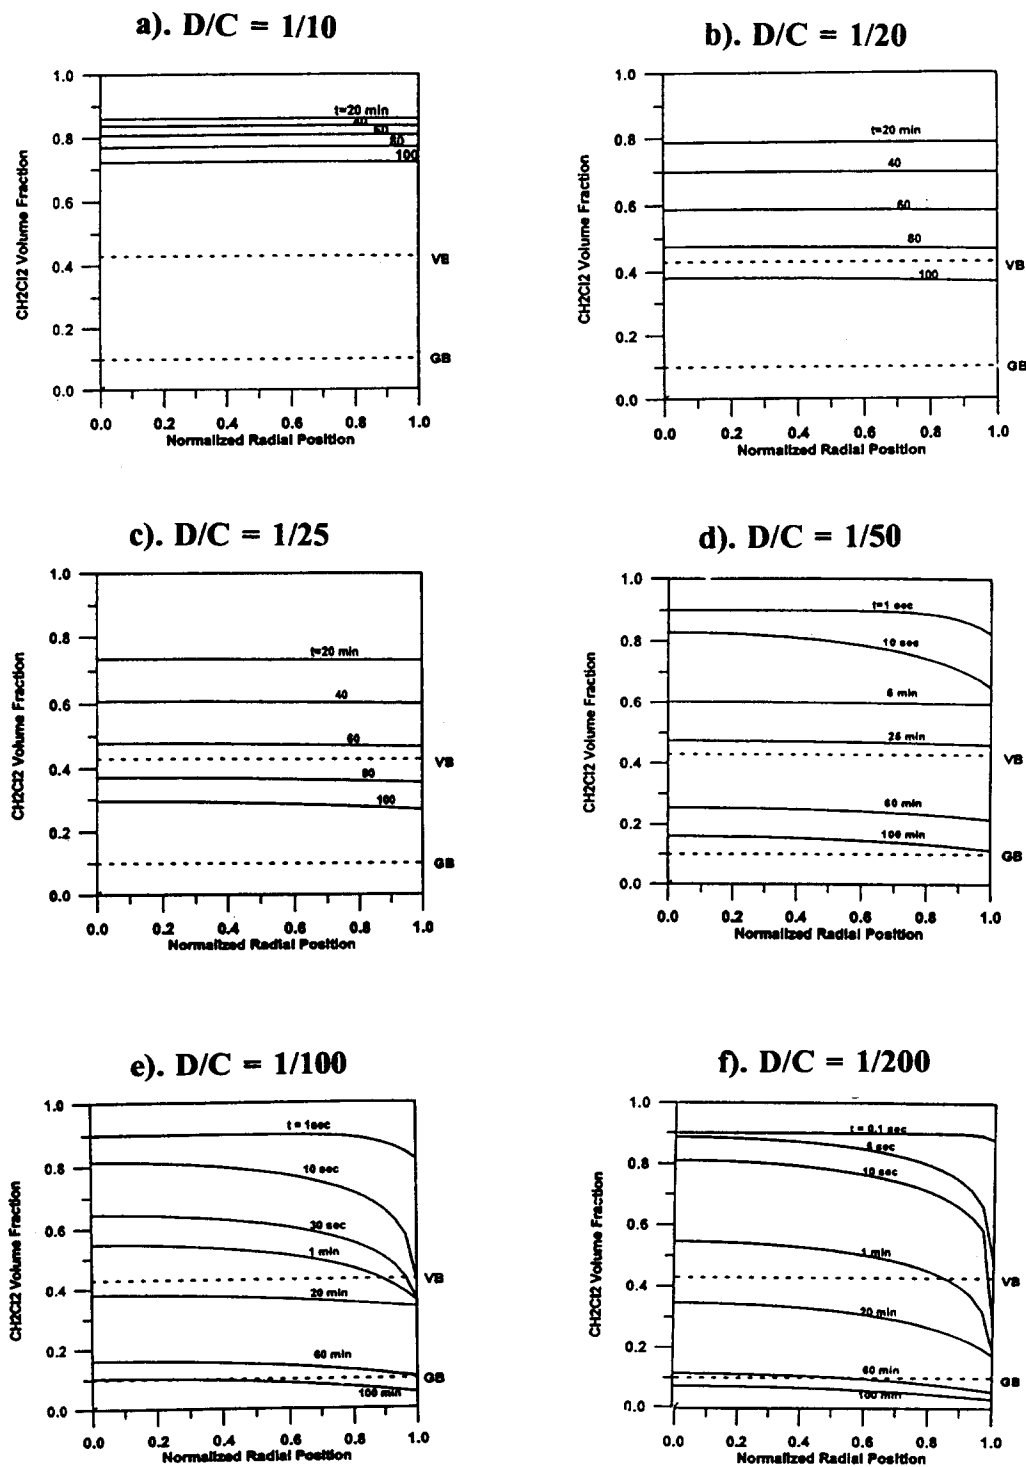 a). D/C = 1/10
1.0
0.8
0.6
0.4
0.2
0.0
CH2Cl2 Volume Fraction
t=20 min
40
60
80
100
VB
GB
0.0 0.2 0.4 0.6 0.8 1.0
Normalized Radial Position
b). D/C = 1/20
1.0
0.8
0.6
0.4
0.2
0.0
CH2Cl2 Volume Fraction
t=20 min
40
60
80
100
VB
GB
0.0 0.2 0.4 0.6 0.8 1.0
Normalized Radial Position
c). D/C = 1/25
1.0
0.8
0.6
0.4
0.2
0.0
CH2Cl2 Volume Fraction
t=20 min
40
60
80
100
VB
GB
0.0 0.2 0.4 0.6 0.8 1.0
Normalized Radial Position
d). D/C = 1/50
1.0
0.8
0.6
0.4
0.2
0.0
CH2Cl2 Volume Fraction
t=1 sec
10 sec
25 min
60 min
100 min
VB
GB
0.0 0.2 0.4 0.6 0.8 1.0
Normalized Radial Position
e). D/C = 1/100
1.0
0.8
0.6
0.4
0.2
0.0
CH2Cl2 Volume Fraction
t = 1sec
10 sec
30 sec
1 min
20 min
60 min
100 min
VB
GB
0.0 0.2 0.4 0.6 0.8 1.0
Normalized Radial Position
f). D/C = 1/200
1.0
0.8
0.6
0.4
0.2
0.0
CH2Cl2 Volume Fraction
t = 0.1 sec
10 sec
1 min
20 min
60 min
100 min
VB
GB
0.0 0.2 0.4 0.6 0.8 1.0
Normalized Radial Position